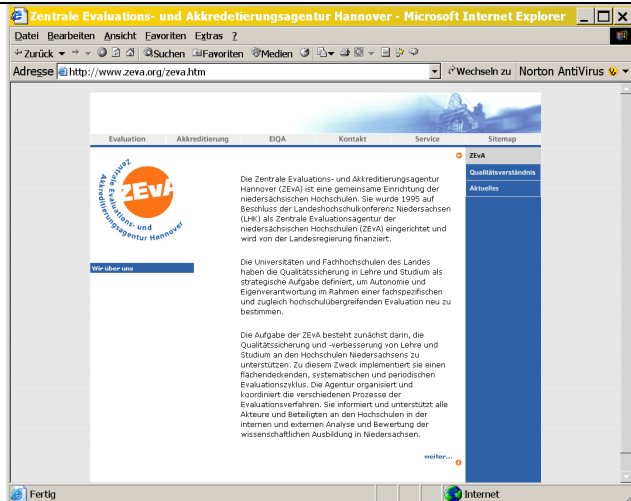 Zentrale Evaluations- und Akkredetierungsagentur Hannover - Microsoft Internet Explorer
Datei Bearbeiten Ansicht Favoriten Extras ?
Zurück Suchen Favoriten Medien
Adresse http://www.zeva.org/zeva.htm Wechseln zu Norton AntiVirus
Evaluation Akkreditierung EIQA Kontakt Service Sitemap
Zentrale Evaluations- und Akkreditierungsagentur Hannover
ZEvA
Wir über uns
Die Zentrale Evaluations- und Akkreditierungsagentur
Hannover (ZEvA) ist eine gemeinsame Einrichtung der
niedersächsischen Hochschulen. Sie wurde 1995 auf
Beschluss der Landeshochschulkonferenz Niedersachsen
(LHK) als Zentrale Evaluationsagentur der
niedersächsischen Hochschulen (ZEvA) eingerichtet und
wird von der Landesregierung finanziert.
Die Universitäten und Fachhochschulen des Landes
haben die Qualitätssicherung in Lehre und Studium als
strategische Aufgabe definiert, um Autonomie und
Eigenverantwortung im Rahmen einer fachspezifischen
und zugleich hochschulübergreifenden Evaluation neu zu
bestimmen.
Die Aufgabe der ZEvA besteht zunächst darin, die
Qualitätssicherung und -verbesserung von Lehre und
Studium an den Hochschulen Niedersachsens zu
unterstützen. Zu diesem Zweck implementiert sie einen
flächendeckenden, systematischen und periodischen
Evaluationszyklus. Die Agentur organisiert und
koordiniert die verschiedenen Prozesse der
Evaluationsverfahren. Sie informiert und unterstützt alle
Akteure und Beteiligten an den Hochschulen in der
internen und externen Analyse und Bewertung der
wissenschaftlichen Ausbildung in Niedersachsen.
weiter...
ZEvA
Qualitätsverständnis
Aktuelles
Fertig Internet